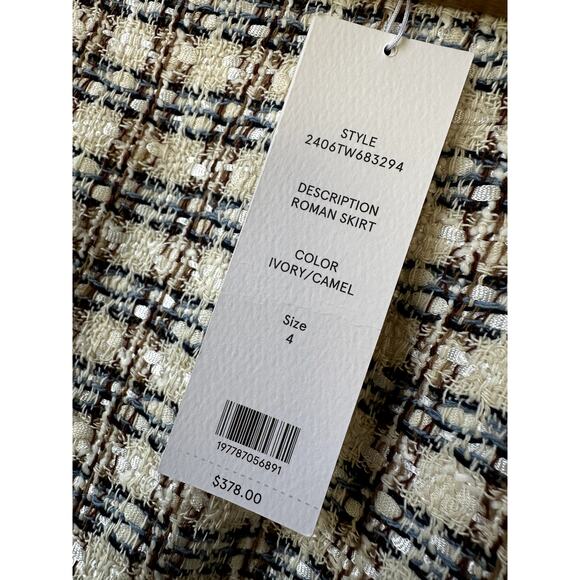 STYLE
2406TW683294
DESCRIPTION
ROMAN SKIRT
COLOR
IVORY/CAMEL
Size
4
197787056891
$378.00